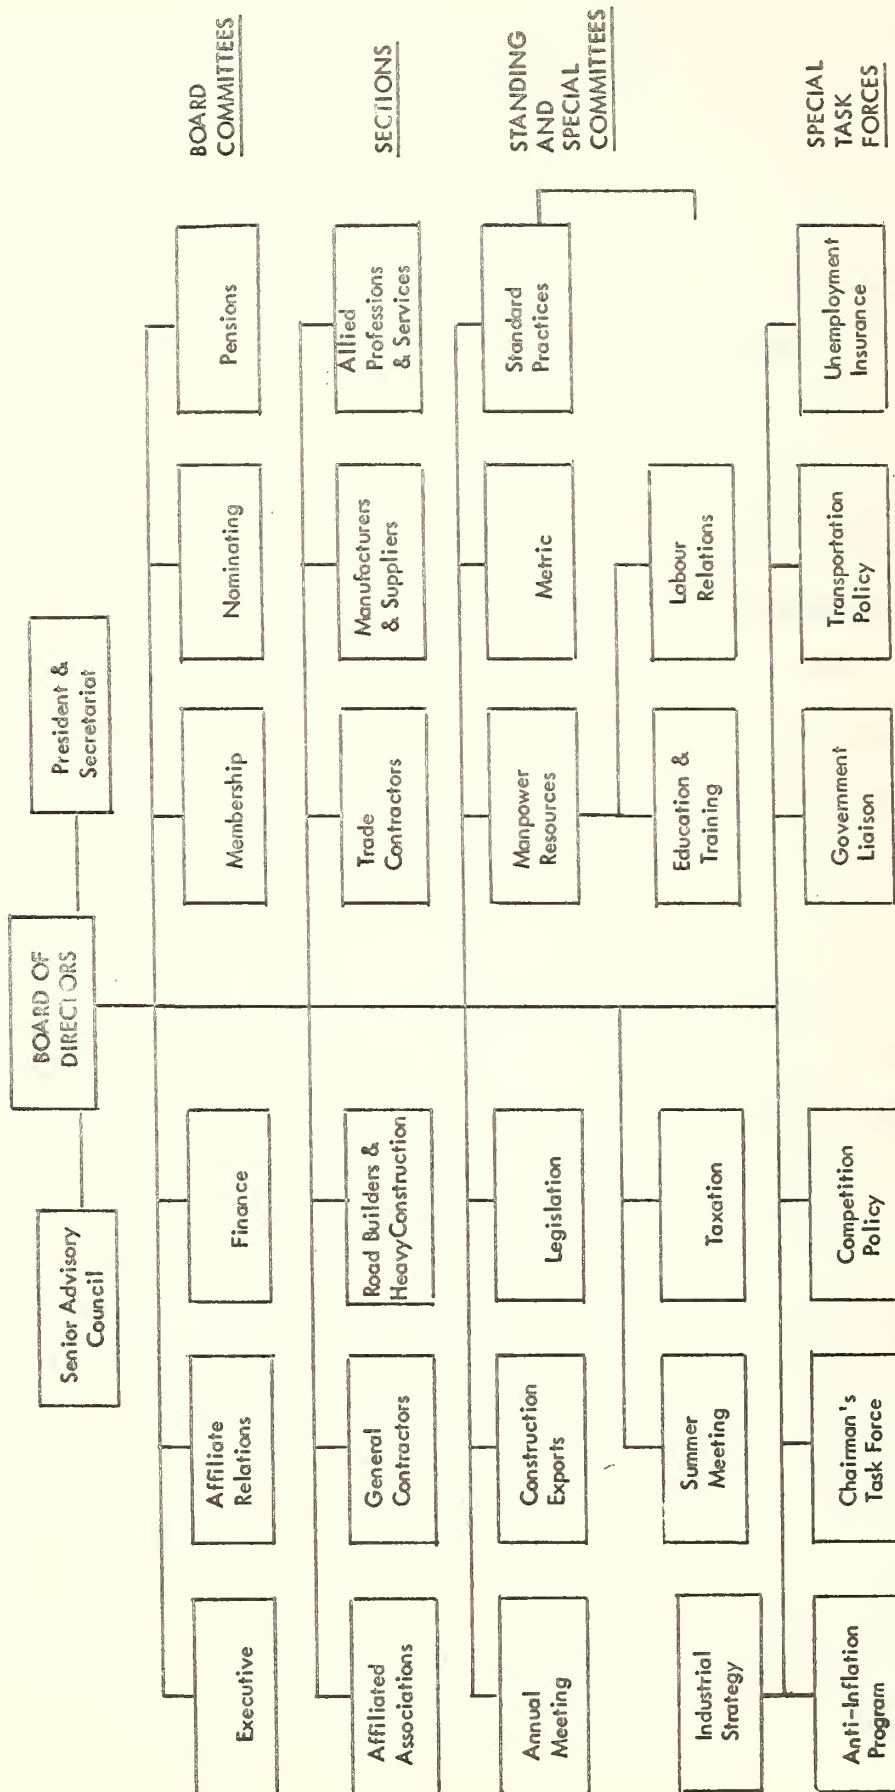 BOARD OF
DIRECTORS
Senior Advisory
Council
President &
Secretariat
BOARD
COMMITTEES
Executive
Affiliate
Relations
Finance
Membership
Nominating
Pensions
SECTIONS
Affiliated
Associations
General
Contractors
Road Builders &
HeavyConstruction
Trade
Contractors
Manufacturers
& Suppliers
Allied
Professions
& Services
STANDING
AND
SPECIAL
COMMITTEES
Annual
Meeting
Construction
Exports
Legislation
Manpower
Resources
Metric
Standard
Practices
Summer
Meeting
Taxation
Education &
Training
Labour
Relations
SPECIAL
TASK
FORCES
Industrial
Strategy
Anti-Inflation
Program
Chairman's
Task Force
Competition
Policy
Government
Liaison
Transportation
Policy
Unemployment
Insurance